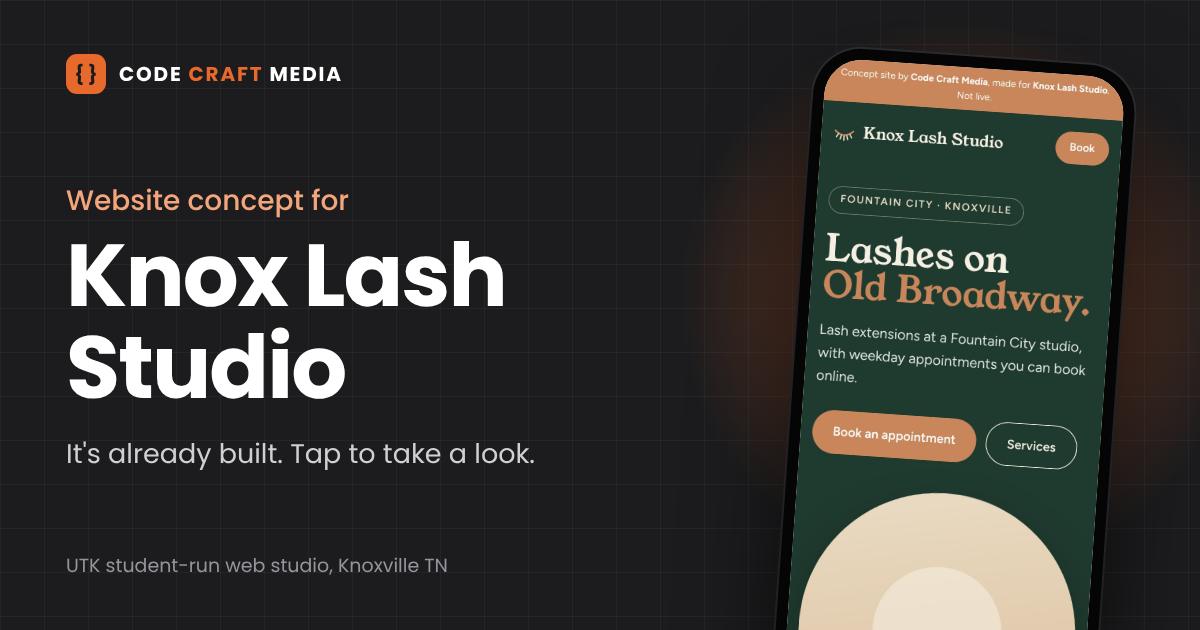 { }
CODE CRAFT MEDIA
Website concept for
Knox Lash
Studio
It's already built. Tap to take a look.
UTK student-run web studio, Knoxville TN
Concept site by Code Craft Media, made for Knox Lash Studio.
Not live.
Knox Lash Studio
Book
FOUNTAIN CITY · KNOXVILLE
Lashes on
Old Broadway.
Lash extensions at a Fountain City studio,
with weekday appointments you can book
online.
Book an appointment
Services